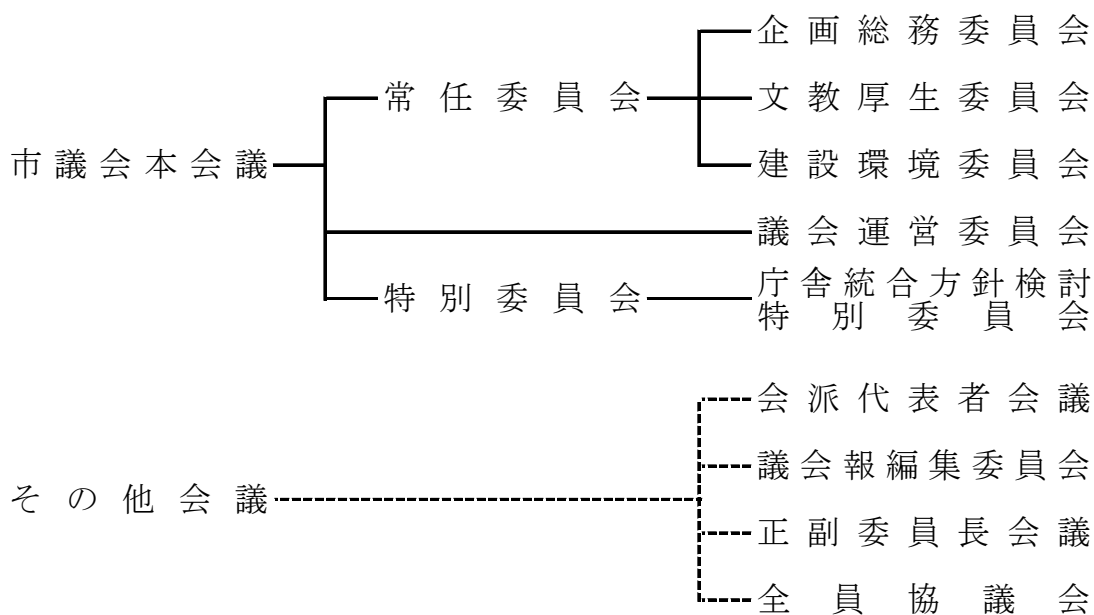 企画総務委員会
常任委員会
文教厚生委員会
市議会本会議
建設環境委員会
議会運営委員会
特別委員会
庁舎統合方針検討
特別委員会
会派代表者会議
議会報編集委員会
その他会議
正副委員長会議
全員協議会